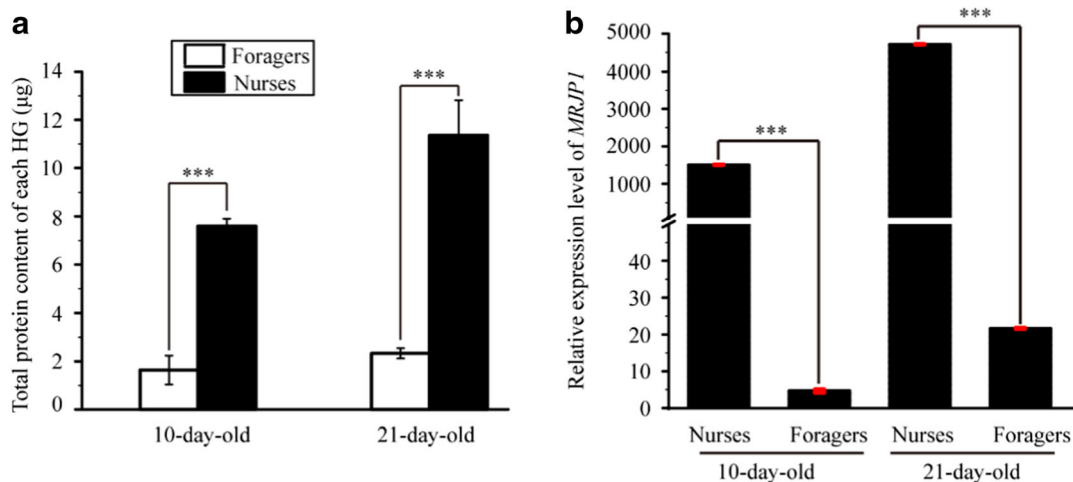 a
Foragers
Nurses
Total protein content of each HG (μg)
14
12
10
8
6
4
2
0
***
***
10-day-old
21-day-old
b
Relative expression level of MRJP1
5000
4000
3000
2000
1000
40
30
20
10
0
***
***
Nurses Foragers Nurses Foragers
10-day-old 21-day-old